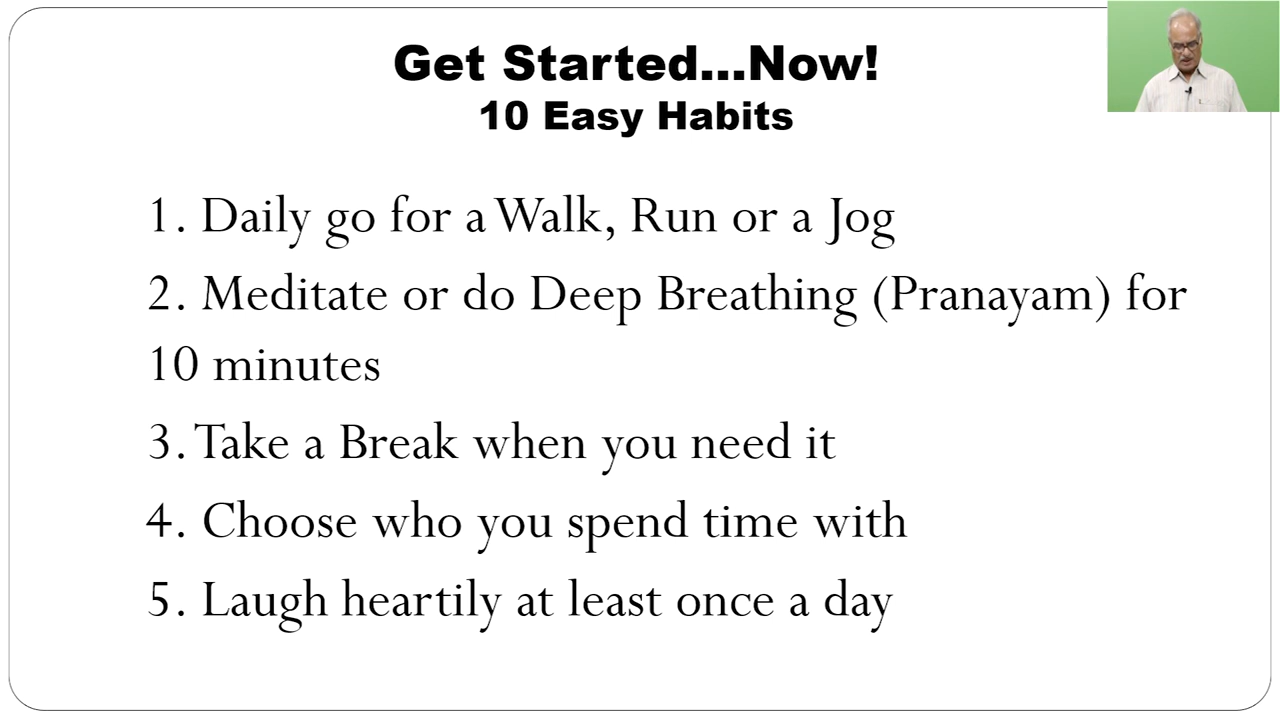 Get Started...Now!
10 Easy Habits
1. Daily go for a Walk, Run or a Jog
2. Meditate or do Deep Breathing (Pranayam) for
10 minutes
3. Take a Break when you need it
4. Choose who you spend time with
5. Laugh heartily at least once a day